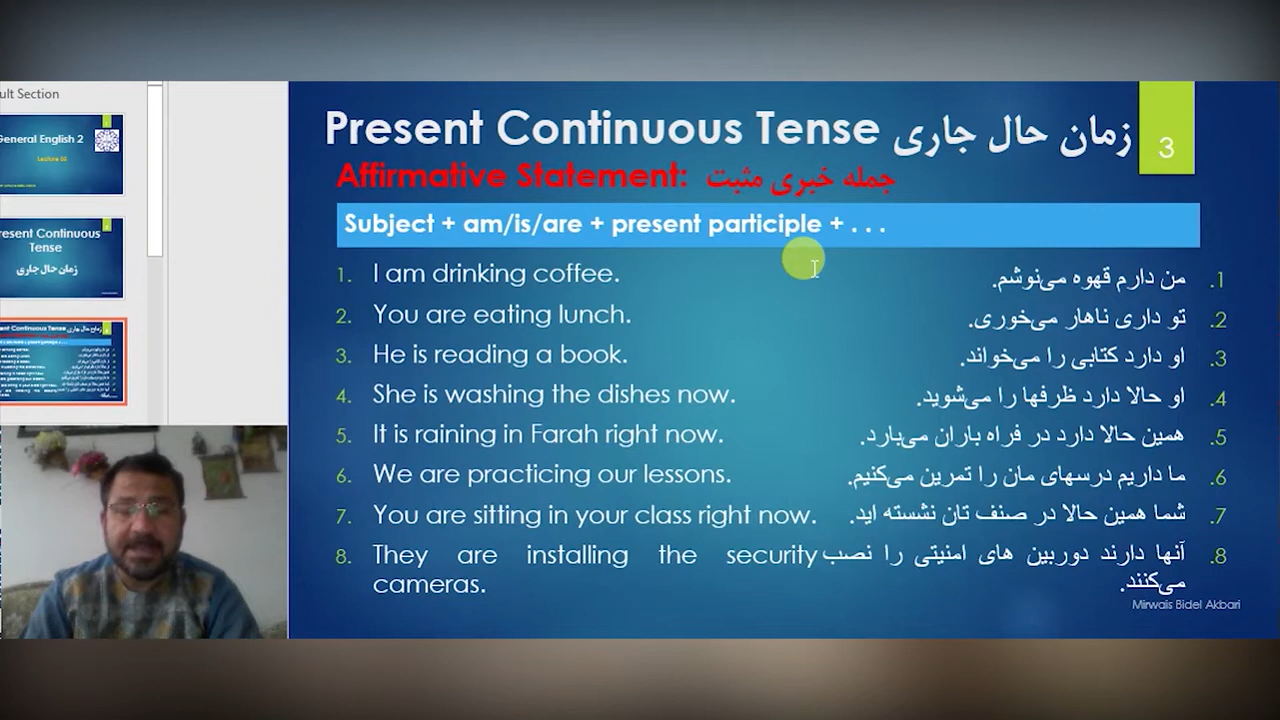 ult Section
General English 2
Lecture 05
resent Continuous
Tense
زمان حال جاری
Present Continuous Tense زمان حال جاری
3
Affirmative Statement: جمله خبری مثبت
Subject + am/is/are + present participle + . . .
1. I am drinking coffee.
2. You are eating lunch.
3. He is reading a book.
4. She is washing the dishes now.
5. It is raining in Farah right now.
6. We are practicing our lessons.
7. You are sitting in your class right now.
8. They are installing the security
cameras.
1. من دارم قهوه می‌نوشم.
2. تو داری ناهار می‌خوری.
3. او دارد کتابی را می‌خواند.
4. او حالا دارد ظرفها را می‌شوید.
5. همین حالا دارد در فراه باران می‌بارد.
6. ما داریم درسهای مان را تمرین می‌کنیم.
7. شما همین حالا در صنف تان نشسته اید.
8. آنها دارند دوربین های امنیتی را نصب
می‌کنند.
Mirwais Bidel Akbari